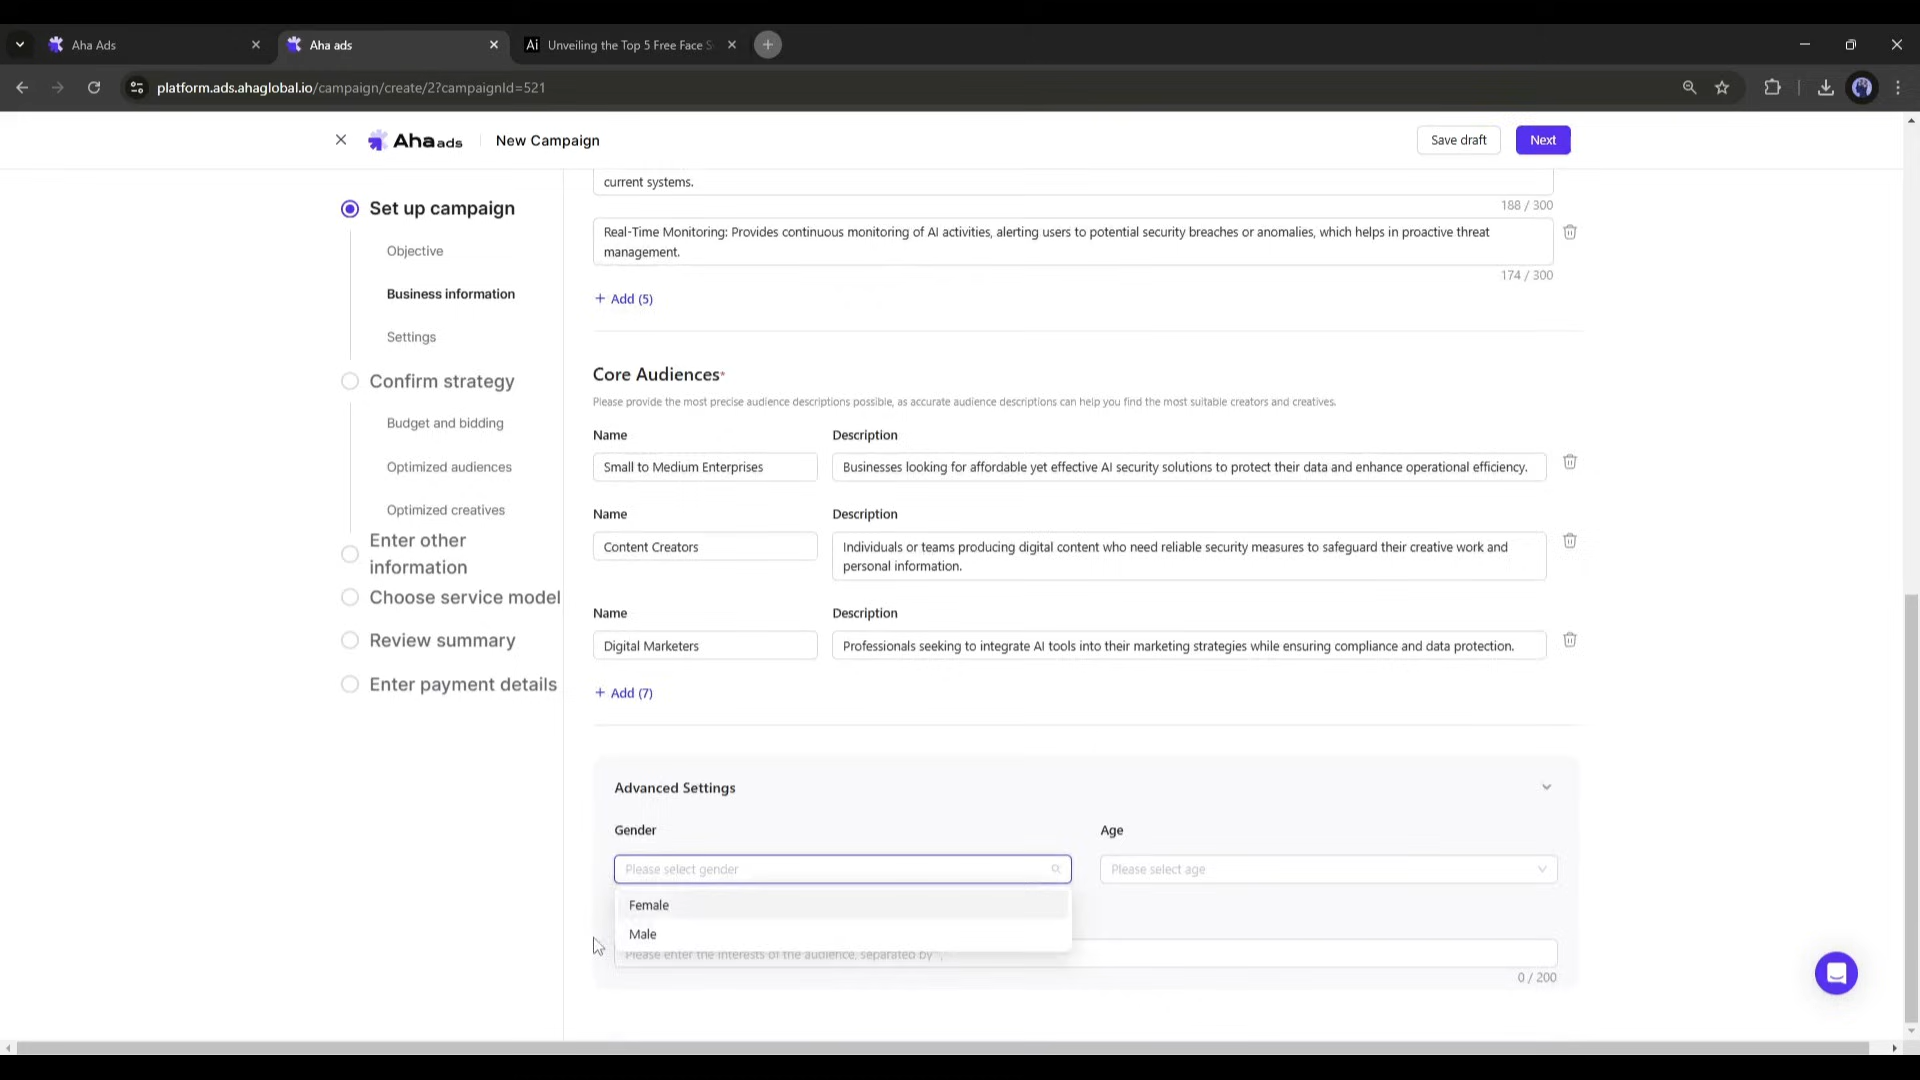 Aha Ads
Aha ads
Ai Unveiling the Top 5 Free Face S
platform.ads.ahaglobal.io/campaign/create/2?campaignId=521
Aha ads
New Campaign
Save draft
Next
Set up campaign
Objective
Business information
Settings
Confirm strategy
Budget and bidding
Optimized audiences
Optimized creatives
Enter other
information
Choose service model
Review summary
Enter payment details
current systems.
188 / 300
Real-Time Monitoring: Provides continuous monitoring of AI activities, alerting users to potential security breaches or anomalies, which helps in proactive threat
management.
174 / 300
+ Add (5)
Core Audiences*
Please provide the most precise audience descriptions possible, as accurate audience descriptions can help you find the most suitable creators and creatives.
Name Description
Small to Medium Enterprises Businesses looking for affordable yet effective AI security solutions to protect their data and enhance operational efficiency.
Name Description
Content Creators Individuals or teams producing digital content who need reliable security measures to safeguard their creative work and
personal information.
Name Description
Digital Marketers Professionals seeking to integrate AI tools into their marketing strategies while ensuring compliance and data protection.
+ Add (7)
Advanced Settings
Gender Age
Please select gender Please select age
Female
Male
Please enter the interests of the audience, separated by
0 / 200